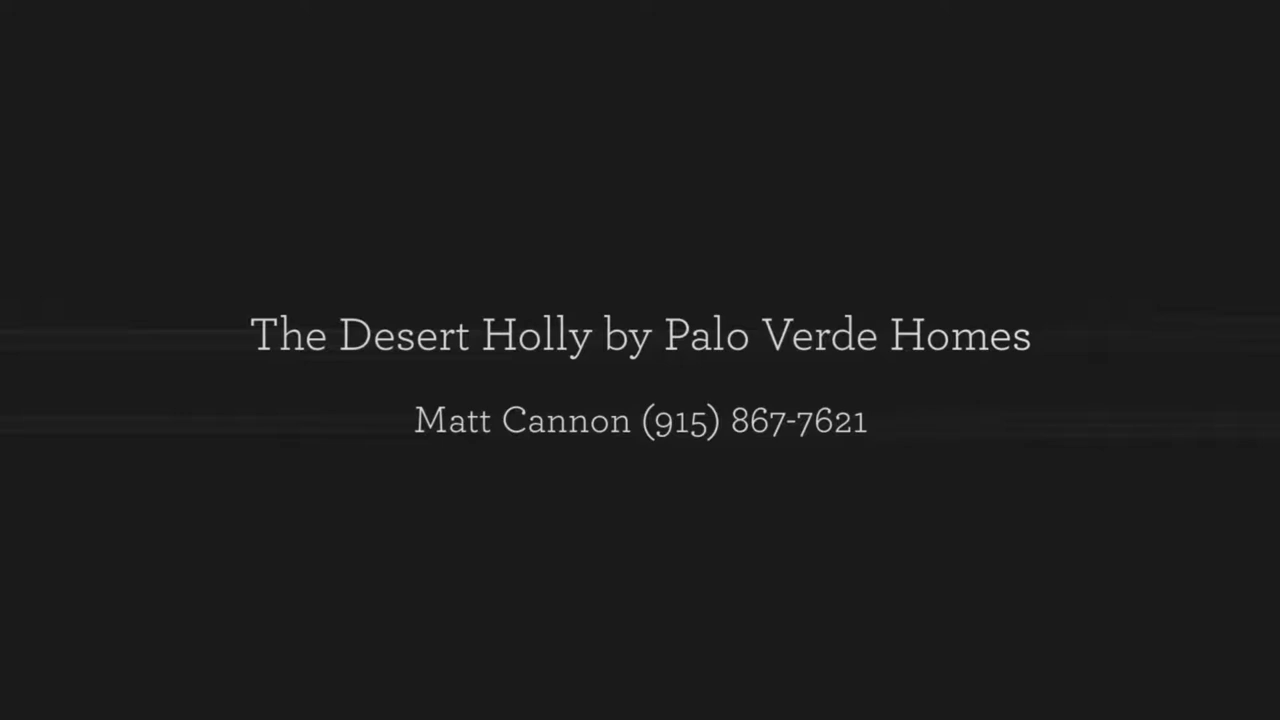 The Desert Holly by Palo Verde Homes
Matt Cannon (915) 867-7621